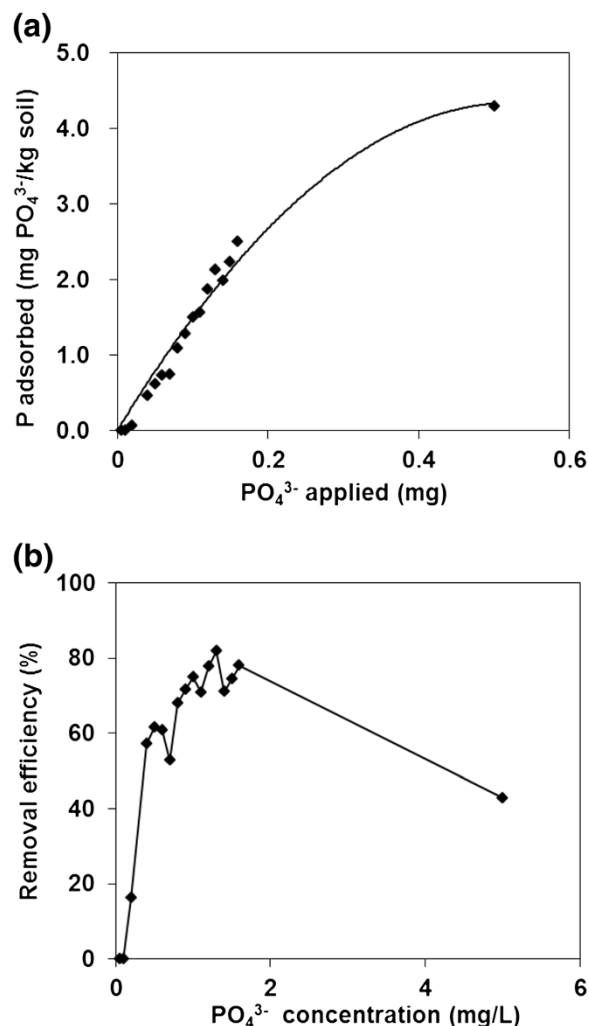 (a)
P adsorbed (mg PO₄³⁻/kg soil)
5.0
4.0
3.0
2.0
1.0
0.0
0 0.2 0.4 0.6
PO₄³⁻ applied (mg)
(b)
Removal efficiency (%)
100
80
60
40
20
0
0 2 4 6
PO₄³⁻ concentration (mg/L)